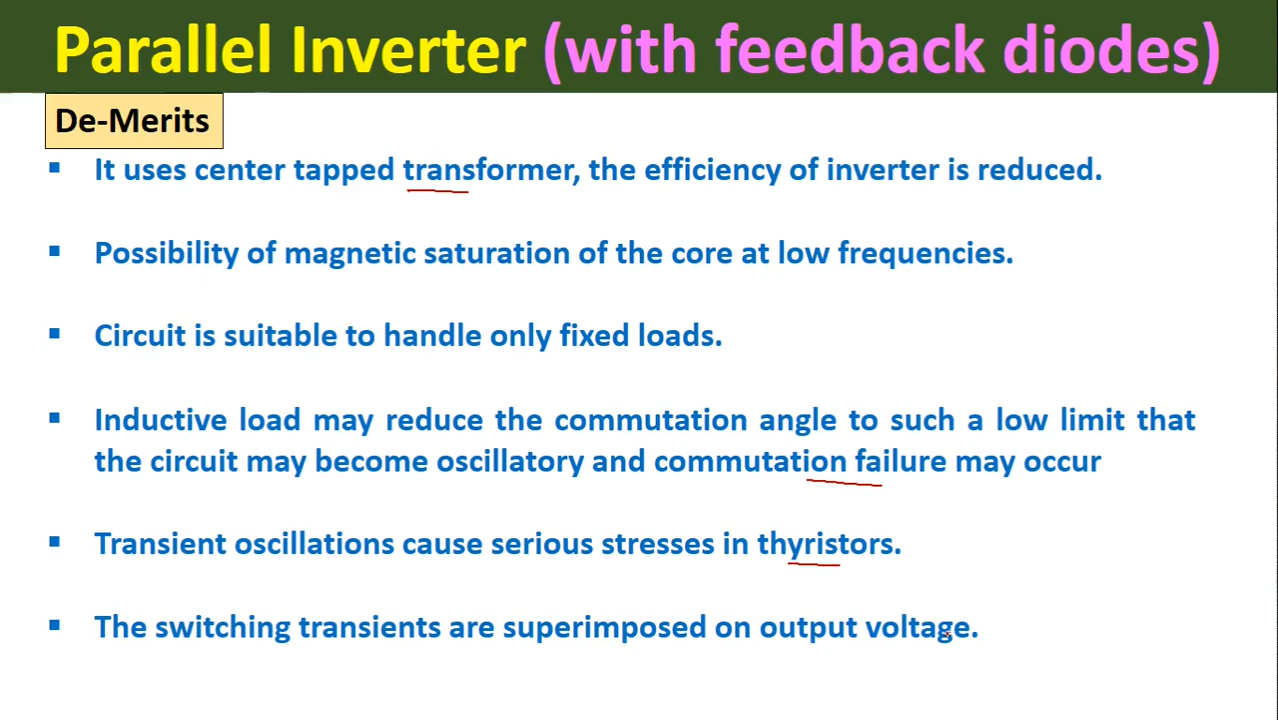 Parallel Inverter (with feedback diodes)
De-Merits
▪ It uses center tapped transformer, the efficiency of inverter is reduced.
▪ Possibility of magnetic saturation of the core at low frequencies.
▪ Circuit is suitable to handle only fixed loads.
▪ Inductive load may reduce the commutation angle to such a low limit that
the circuit may become oscillatory and commutation failure may occur
▪ Transient oscillations cause serious stresses in thyristors.
▪ The switching transients are superimposed on output voltage.